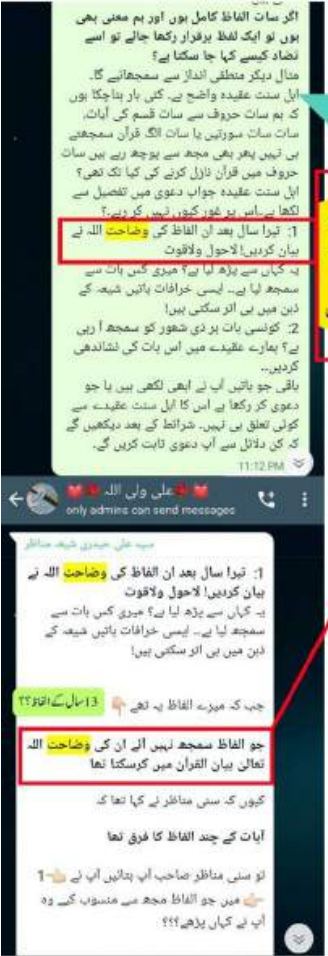 اگر سات الفاظ کامل ہوں اور ہم معنی بھی
ہوں تو ایک لفظ برقرار رکھا جائے تو اسے
تضاد کیسے کہا جا سکتا ہے؟
مثال دیگر منطقی انداز سے سمجھائیے گا۔
اہل سنت عقیدہ واضح ہے۔ کئی بار بتاچکا ہوں
کہ ہم سات حروف سے سات قسم کی آیات،
سات سات سورتیں یا سات الگ قرآن سمجھتے
ہی نہیں پھر بھی مجھ سے پوچھ رہے ہیں سات
حروف میں قرآن نازل کرنے کی کیا تک تھی؟
اہل سنت عقیدہ جواب دعوی میں تفصیل سے
لکھا ہے۔اس پر غور کیوں نہیں کر رہے۔؟
1: تیرا سال بعد ان الفاظ کی وضاحت اللہ نے
بیان کردیں! لاحول ولاقوت
یہ کہاں سے پڑھ لیا ہے؟ میری کس بات سے
سمجھ لیا ہے۔۔ ایسی خرافات باتیں شیعہ کے
ذہن میں ہی اتر سکتی ہیں!
2: کونسی بات ہر ذی شعور کو سمجھ آ رہی
ہے؟ ہمارے عقیدے میں اس بات کی نشاندھی
کردیں۔۔
باقی جو باتیں آپ نے ابھی لکھی ہیں یا جو
دعوی کر رکھا ہے اس کا اہل سنت عقیدے سے
کوئی تعلق ہی نہیں۔ شرائط کے بعد دیکھیں گے
کہ کن دلائل سے آپ دعوی ثابت کریں گے۔
11:12 PM
علی ولی اللہ
only admins can send messages
سید علی حیدری شیعہ مناظر
1: تیرا سال بعد ان الفاظ کی وضاحت اللہ نے
بیان کردیں! لاحول ولاقوت
یہ کہاں سے پڑھ لیا ہے؟ میری کس بات سے
سمجھ لیا ہے۔۔ ایسی خرافات باتیں شیعہ کے
ذہن میں ہی اتر سکتی ہیں!
جب کہ میرے الفاظ یہ تھے 👇🏻 13سال کے الفاظ؟؟
جو الفاظ سمجھ نہیں آئے ان کی وضاحت اللہ
تعالیٰ بیان القرآن میں کرسکتا تھا
کیوں کہ سنی مناظر نے کہا تھا کہ
آیات کے چند الفاظ کا فرق تھا
تو سنی مناظر صاحب آپ بتائیں آپ نے 👈🏻1
👈🏻 میں جو الفاظ مجھ سے منسوب کیے وہ
آپ نے کہاں پڑھے؟؟؟